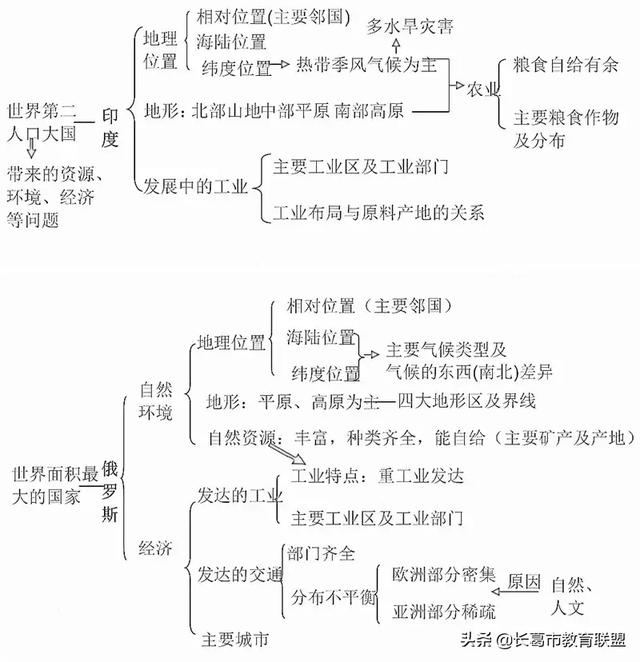 相对位置(主要邻国)
多水旱灾害
地理
位置
海陆位置
纬度位置
热带季风气候为主
世界第二
人口大国
印度
地形：北部山地中部平原 南部高原
农业
粮食自给有余
主要粮食作物
及分布
带来的资源、
环境、经济
等问题
发展中的工业
主要工业区及工业部门
工业布局与原料产地的关系
相对位置（主要邻国）
地理位置
海陆位置
纬度位置
主要气候类型及
气候的东西(南北)差异
自然
环境
地形：平原、高原为主
四大地形区及界线
自然资源：丰富，种类齐全，能自给（主要矿产及产地）
世界面积最
大的国家
俄罗斯
发达的工业
工业特点：重工业发达
主要工业区及工业部门
经济
发达的交通
部门齐全
分布不平衡
欧洲部分密集
亚洲部分稀疏
原因
自然、
人文
主要城市
头条@长葛市教育联盟